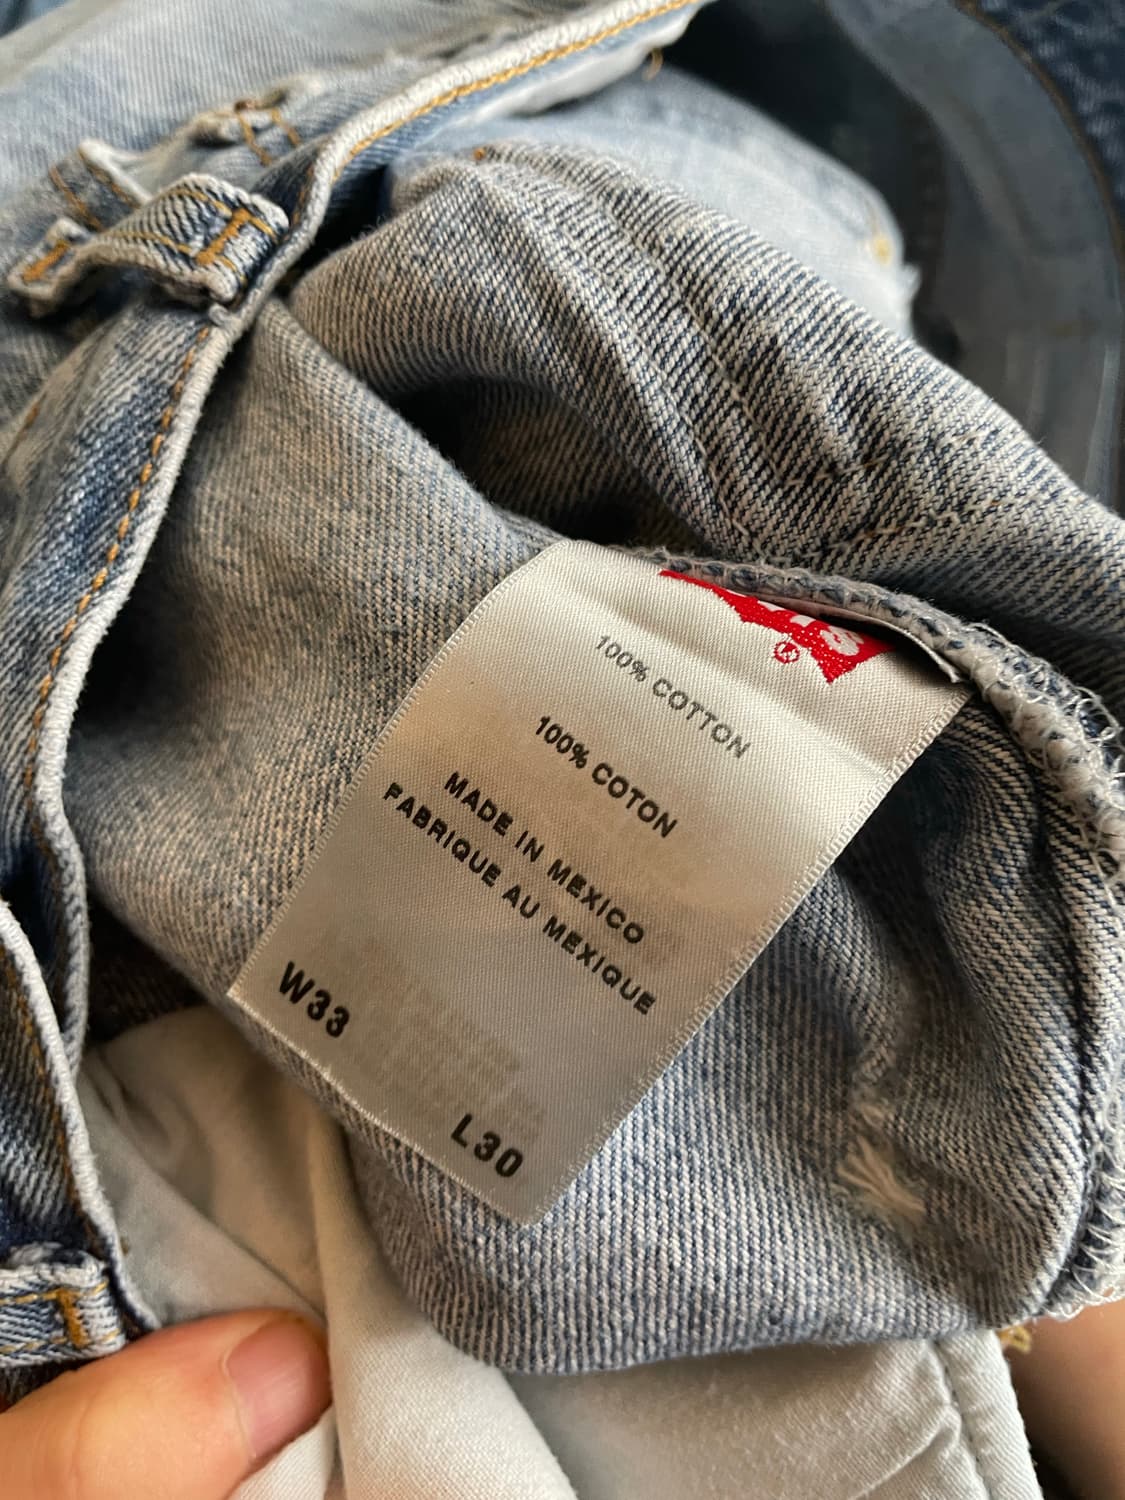 ®
100% COTTON
100% COTON
MADE IN MEXICO
FABRIQUE AU MEXIQUE
W33
L30